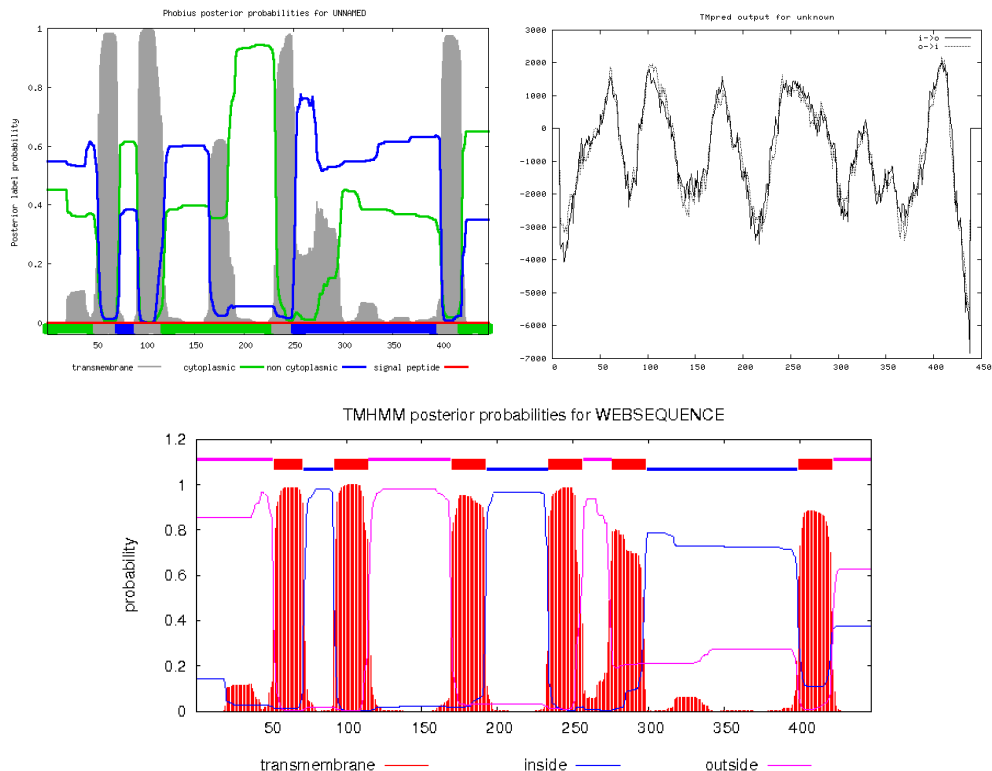 Phobius posterior probabilities for UNNAMED
Posterior label probability
1
0.8
0.6
0.4
0.2
0
50 100 150 200 250 300 350 400
transmembrane cytoplasmic non cytoplasmic signal peptide
TMpred output for unknown
i->o
o->i
3000
2000
1000
0
-1000
-2000
-3000
-4000
-5000
-6000
-7000
0 50 100 150 200 250 300 350 400 450
TMHMM posterior probabilities for WEBSEQUENCE
probability
1.2
1
0.8
0.6
0.4
0.2
0
50 100 150 200 250 300 350 400
transmembrane inside outside